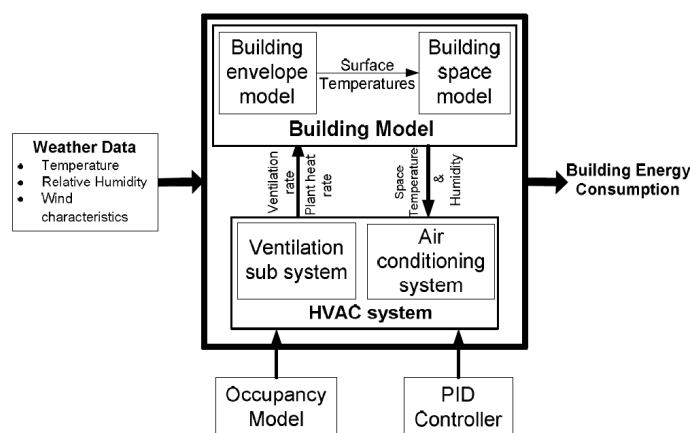 Building
envelope
model
Surface
Temperatures
Building
space
model
Building Model
Weather Data
• Temperature
• Relative Humidity
• Wind
characteristics
Ventilation
rate
Plant heat
rate
Space
Temperature
&
Humidity
Building Energy
Consumption
Ventilation
sub system
Air
conditioning
system
HVAC system
Occupancy
Model
PID
Controller